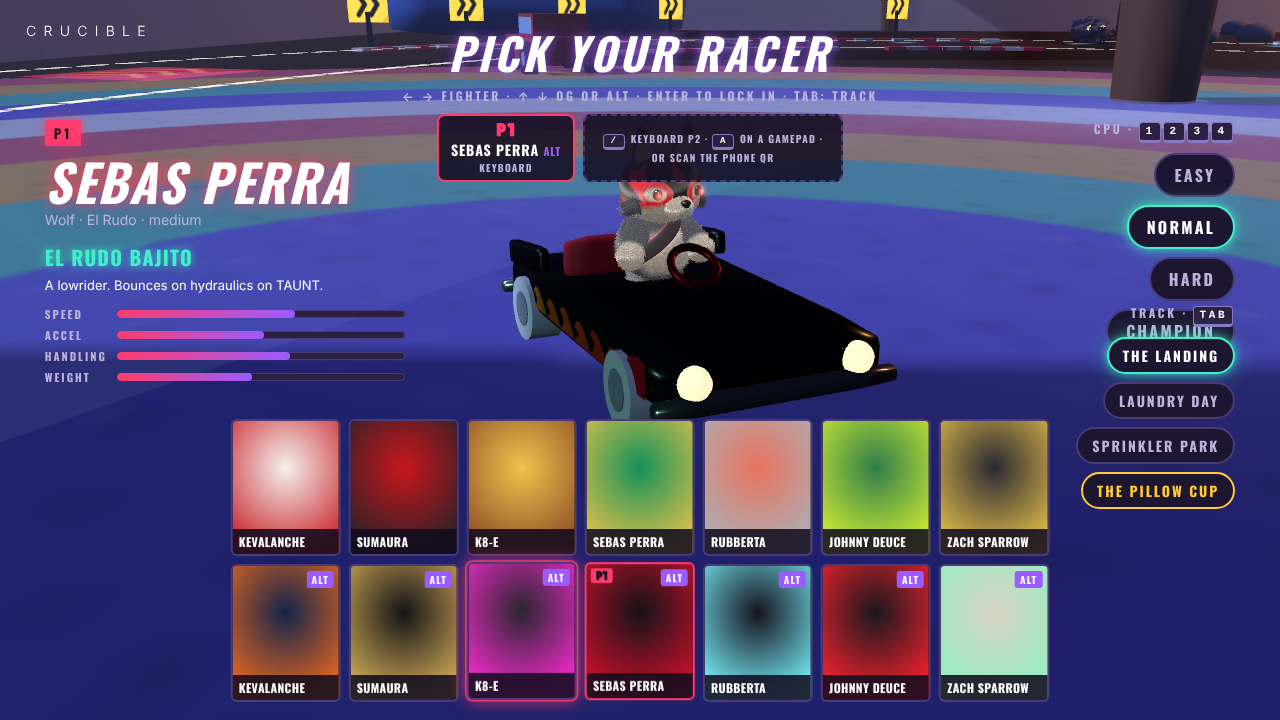 CRUCIBLE
PICK YOUR RACER
← → FIGHTER · ↑ ↓ OG OR ALT · ENTER TO LOCK IN · TAB: TRACK
P1
SEBAS PERRA
Wolf · El Rudo · medium
EL RUDO BAJITO
A lowrider. Bounces on hydraulics on TAUNT.
SPEED
ACCEL
HANDLING
WEIGHT
P1
SEBAS PERRA ALT
KEYBOARD
/ KEYBOARD P2 · A ON A GAMEPAD ·
OR SCAN THE PHONE QR
CPU · 1 2 3 4
EASY
NORMAL
HARD
TRACK · TAB
CHAMPION
THE LANDING
LAUNDRY DAY
SPRINKLER PARK
THE PILLOW CUP
KEVALANCHE
SUMAURA
K8-E
SEBAS PERRA
RUBBERTA
JOHNNY DEUCE
ZACH SPARROW
ALT
KEVALANCHE
ALT
SUMAURA
ALT
K8-E
P1 ALT
SEBAS PERRA
ALT
RUBBERTA
ALT
JOHNNY DEUCE
ALT
ZACH SPARROW